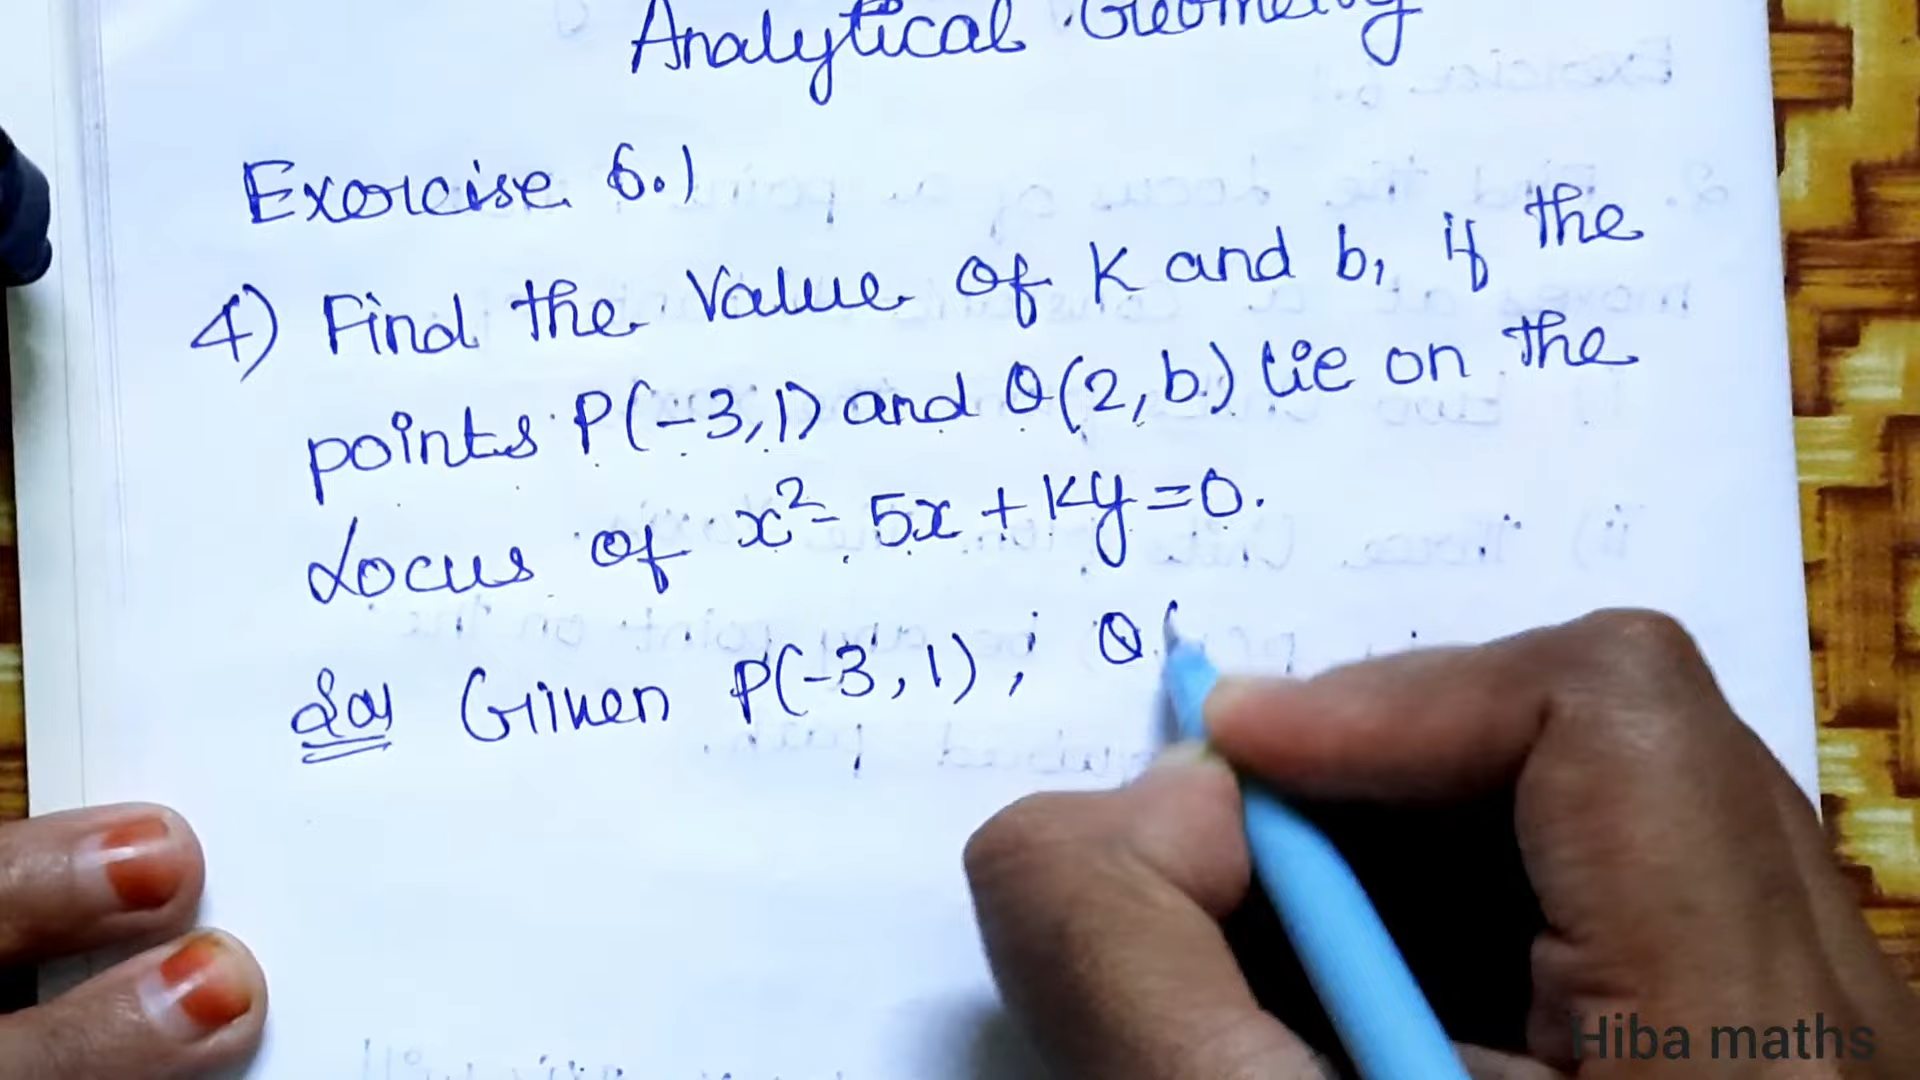 Analytical Geometry
Exercise 6.1
4) Find the Value of K and b, if the
points P(-3,1) and Q(2,b) lie on the
Locus of x²- 5x + ky = 0.
Sol Given P(-3,1), Q(
Hiba maths